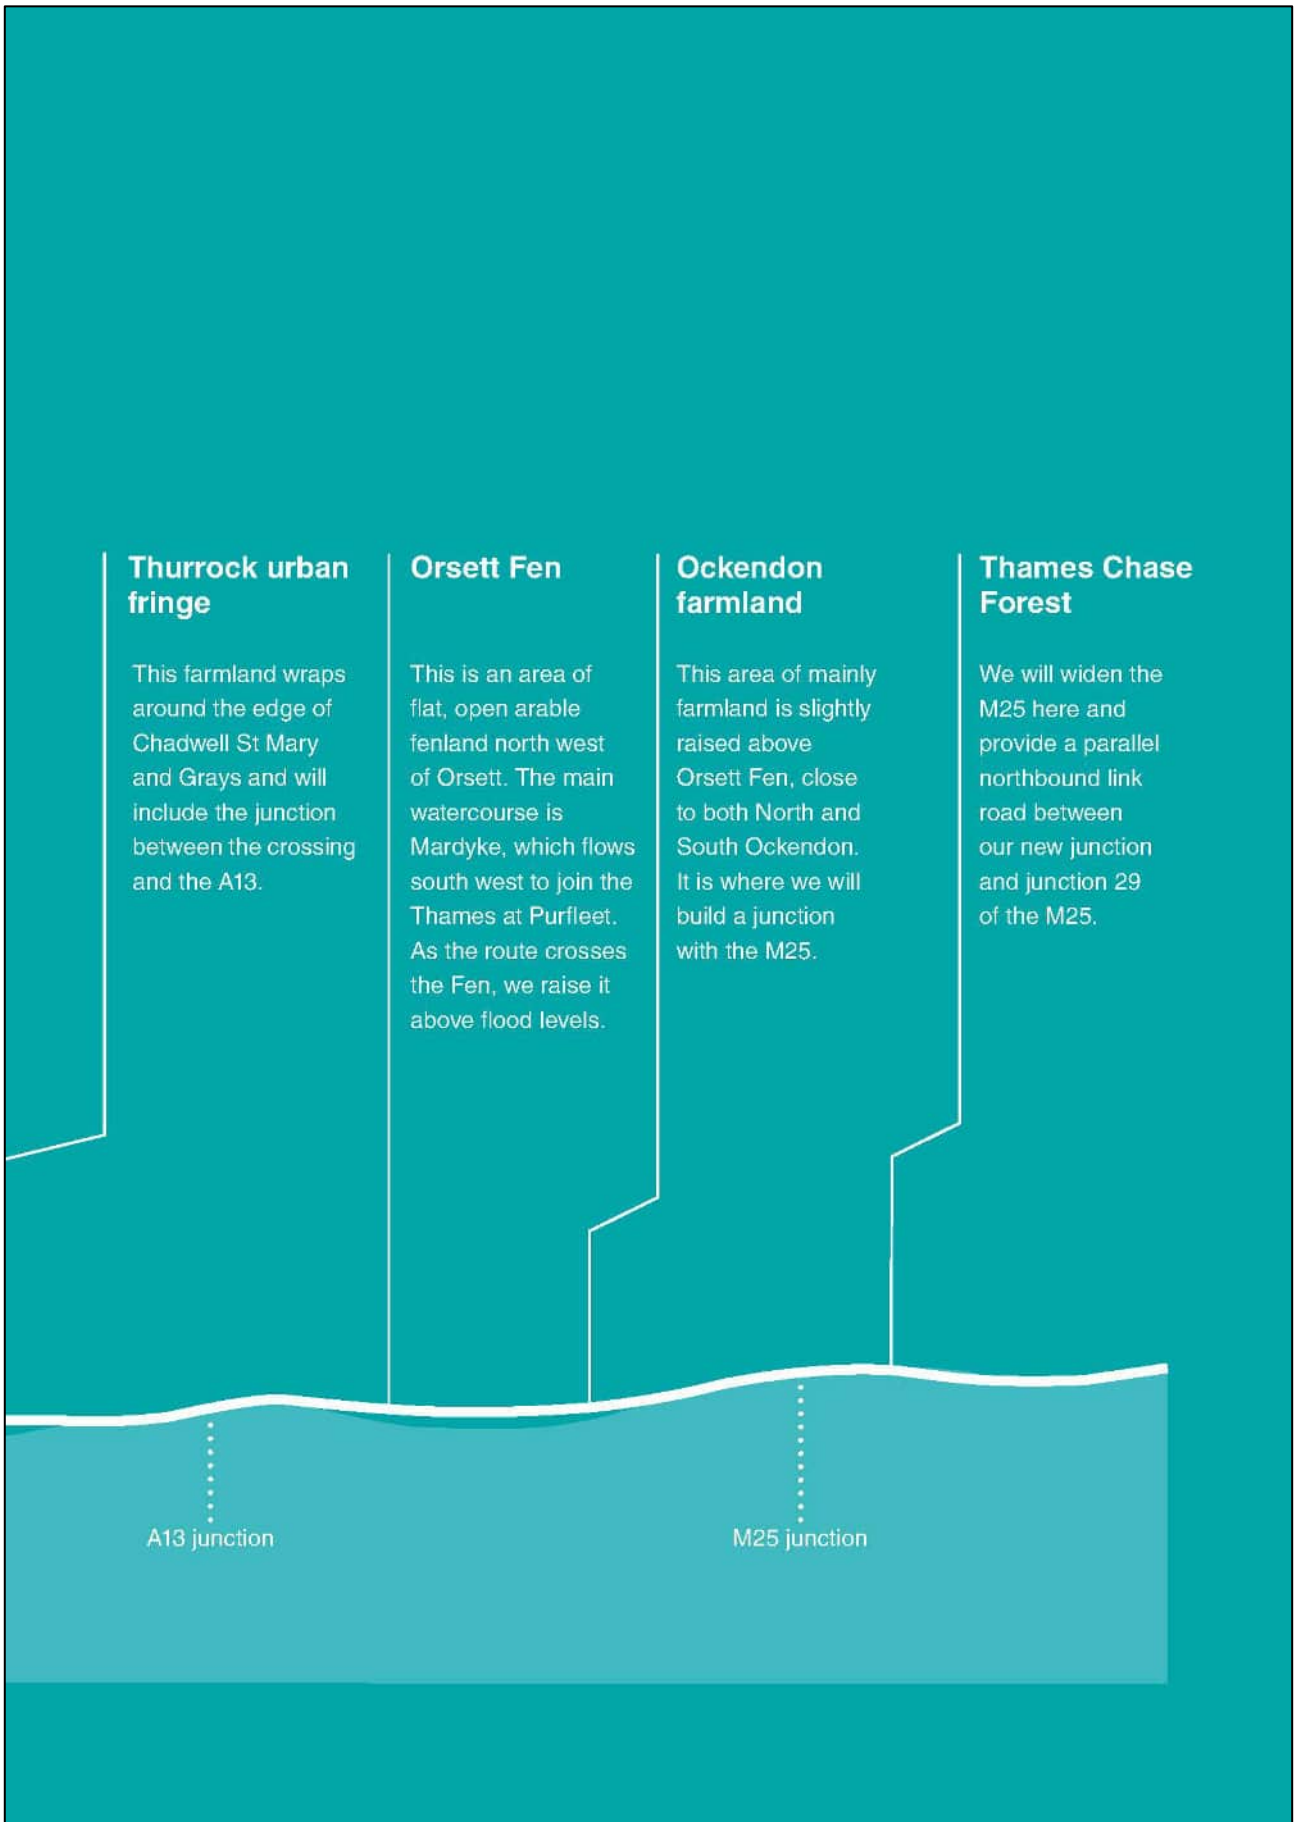 Thurrock urban
fringe
This farmland wraps
around the edge of
Chadwell St Mary
and Grays and will
include the junction
between the crossing
and the A13.
Orsett Fen
This is an area of
flat, open arable
fenland north west
of Orsett. The main
watercourse is
Mardyke, which flows
south west to join the
Thames at Purfleet.
As the route crosses
the Fen, we raise it
above flood levels.
Ockendon
farmland
This area of mainly
farmland is slightly
raised above
Orsett Fen, close
to both North and
South Ockendon.
It is where we will
build a junction
with the M25.
Thames Chase
Forest
We will widen the
M25 here and
provide a parallel
northbound link
road between
our new junction
and junction 29
of the M25.
A13 junction
M25 junction